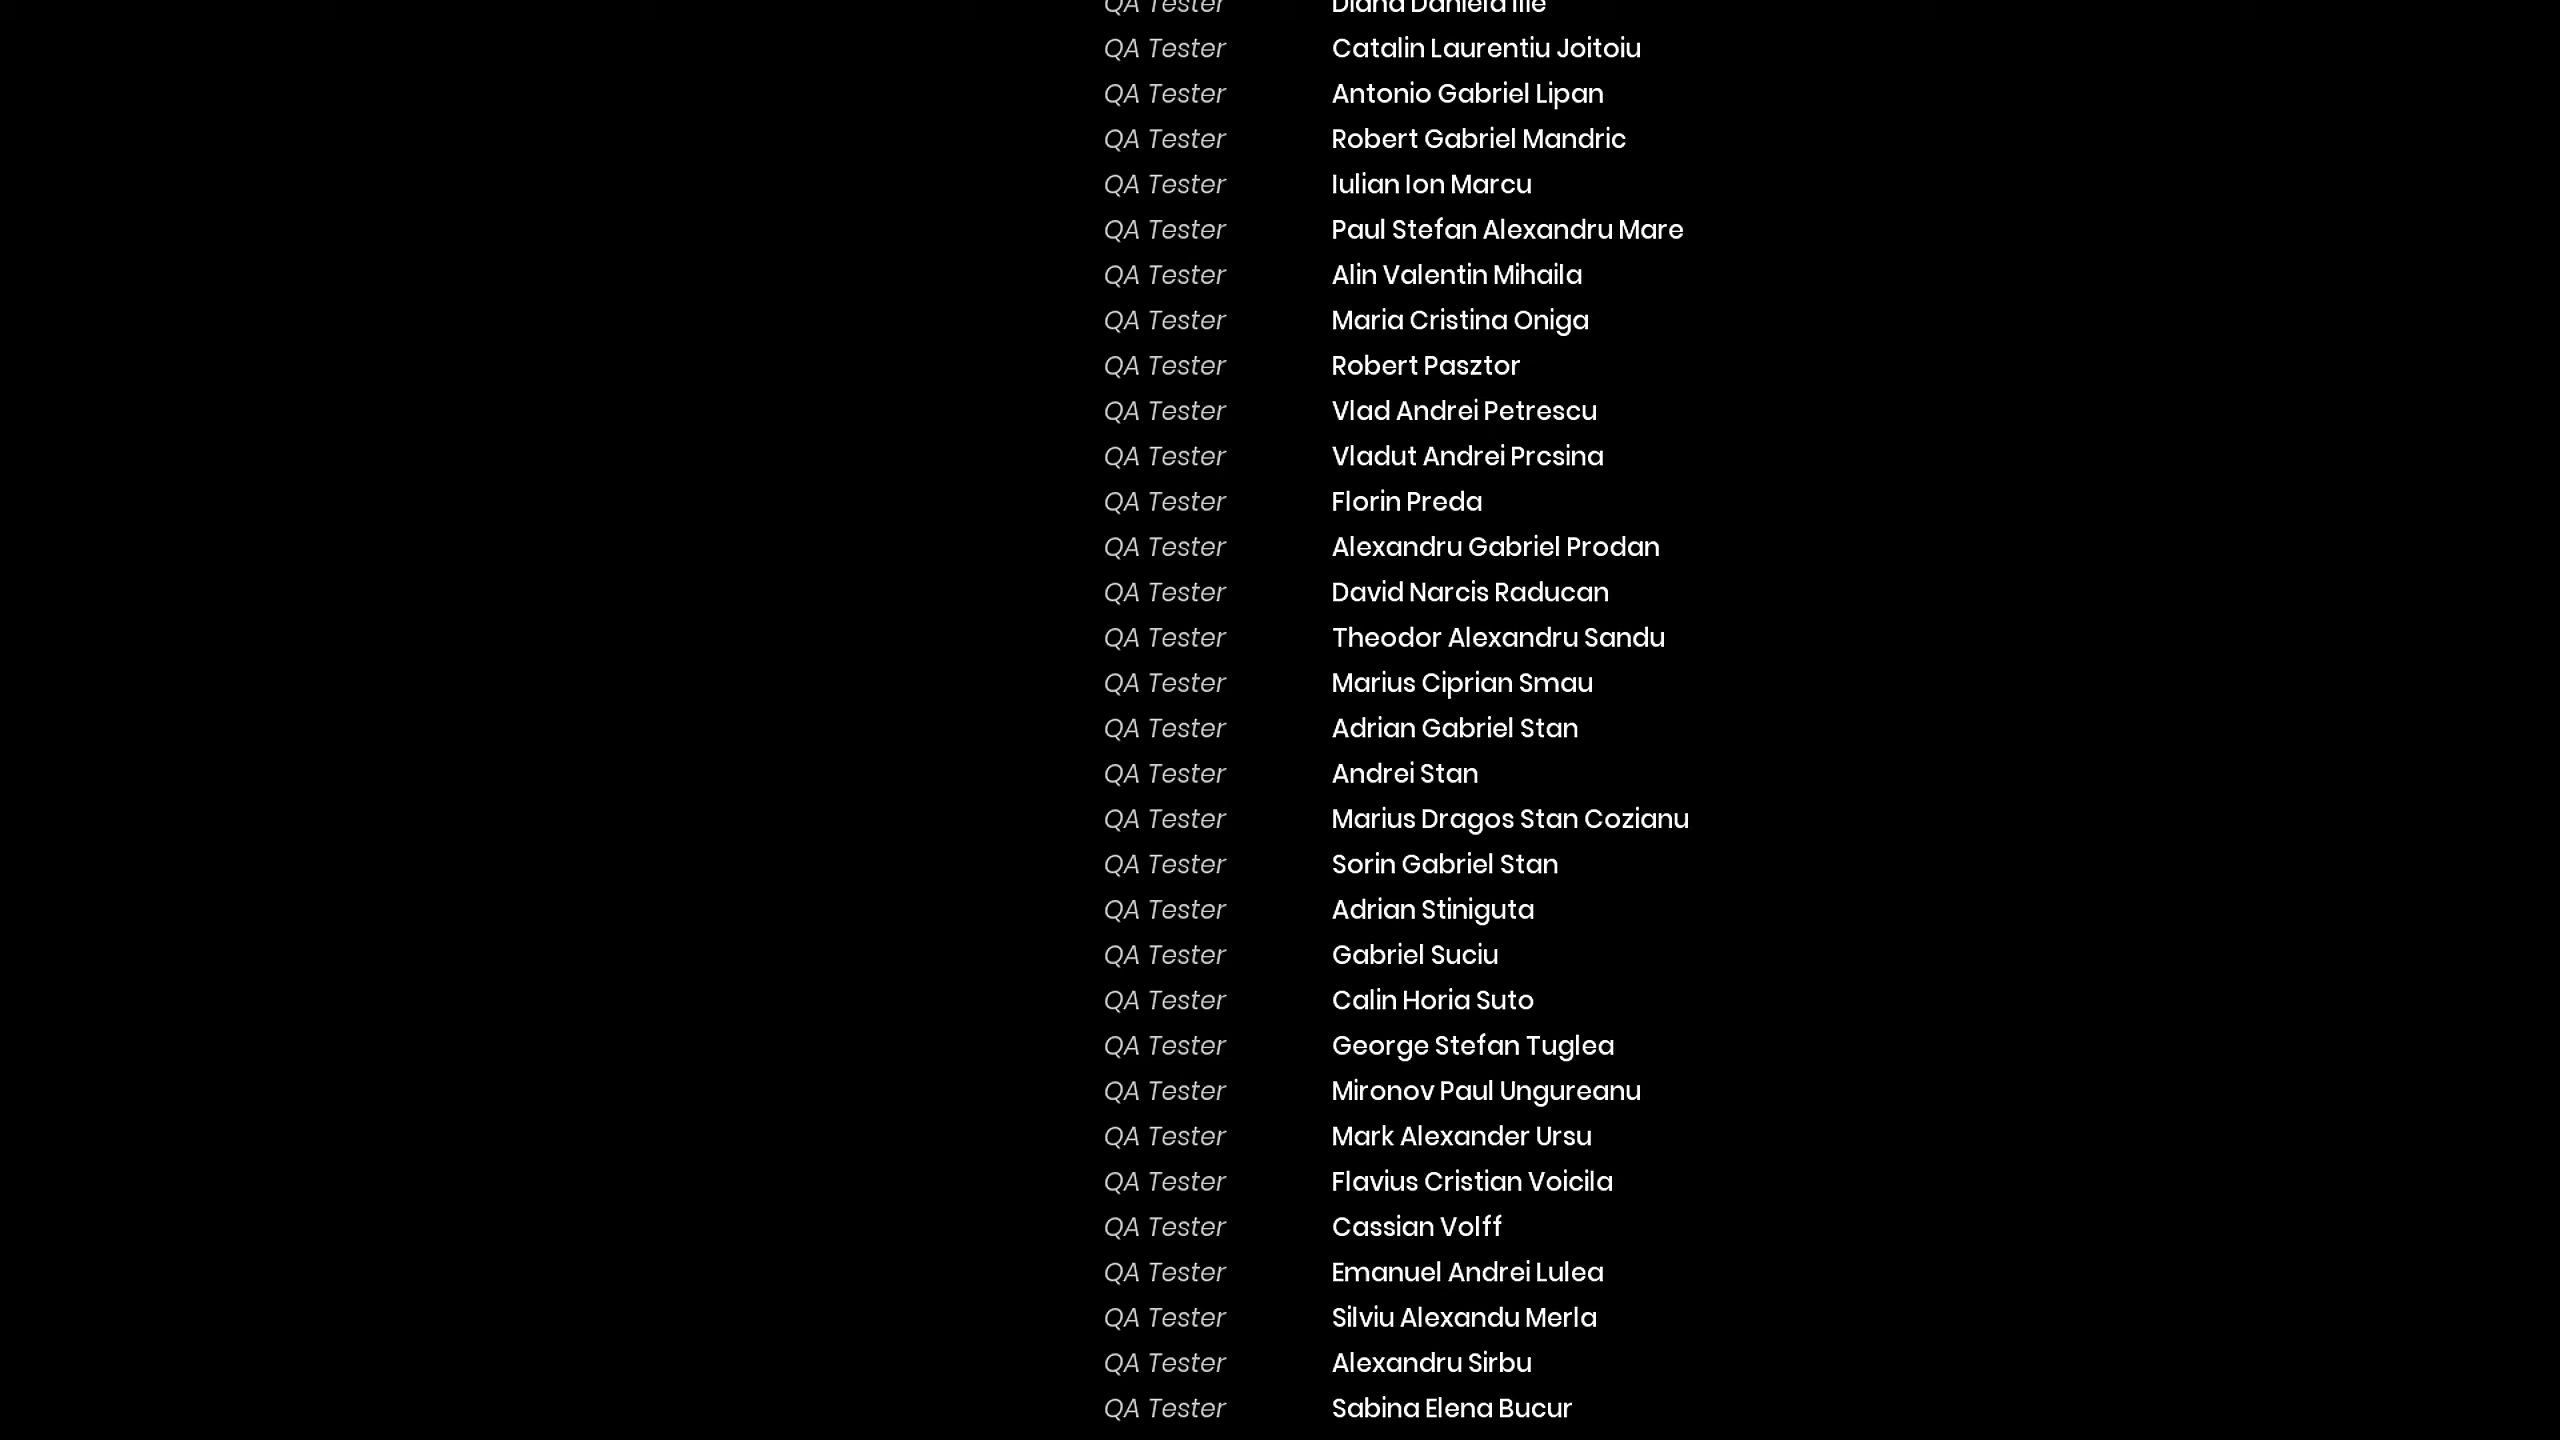 QA Tester Diana Daniela Ilie
QA Tester Catalin Laurentiu Joitoiu
QA Tester Antonio Gabriel Lipan
QA Tester Robert Gabriel Mandric
QA Tester Iulian Ion Marcu
QA Tester Paul Stefan Alexandru Mare
QA Tester Alin Valentin Mihaila
QA Tester Maria Cristina Oniga
QA Tester Robert Pasztor
QA Tester Vlad Andrei Petrescu
QA Tester Vladut Andrei Prcsina
QA Tester Florin Preda
QA Tester Alexandru Gabriel Prodan
QA Tester David Narcis Raducan
QA Tester Theodor Alexandru Sandu
QA Tester Marius Ciprian Smau
QA Tester Adrian Gabriel Stan
QA Tester Andrei Stan
QA Tester Marius Dragos Stan Cozianu
QA Tester Sorin Gabriel Stan
QA Tester Adrian Stiniguta
QA Tester Gabriel Suciu
QA Tester Calin Horia Suto
QA Tester George Stefan Tuglea
QA Tester Mironov Paul Ungureanu
QA Tester Mark Alexander Ursu
QA Tester Flavius Cristian Voicila
QA Tester Cassian Volff
QA Tester Emanuel Andrei Lulea
QA Tester Silviu Alexandu Merla
QA Tester Alexandru Sirbu
QA Tester Sabina Elena Bucur